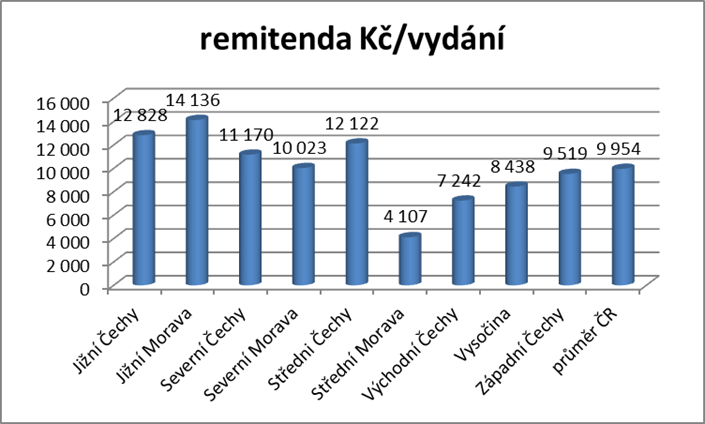 remitenda Kč/vydání
16 000
14 000
12 000
10 000
8 000
6 000
4 000
2 000
0
12 828
14 136
11 170
10 023
12 122
4 107
7 242
8 438
9 519
9 954
Jižní Čechy
Jižní Morava
Severní Čechy
Severní Morava
Střední Čechy
Střední Morava
Východní Čechy
Vysočina
Západní Čechy
průměr ČR